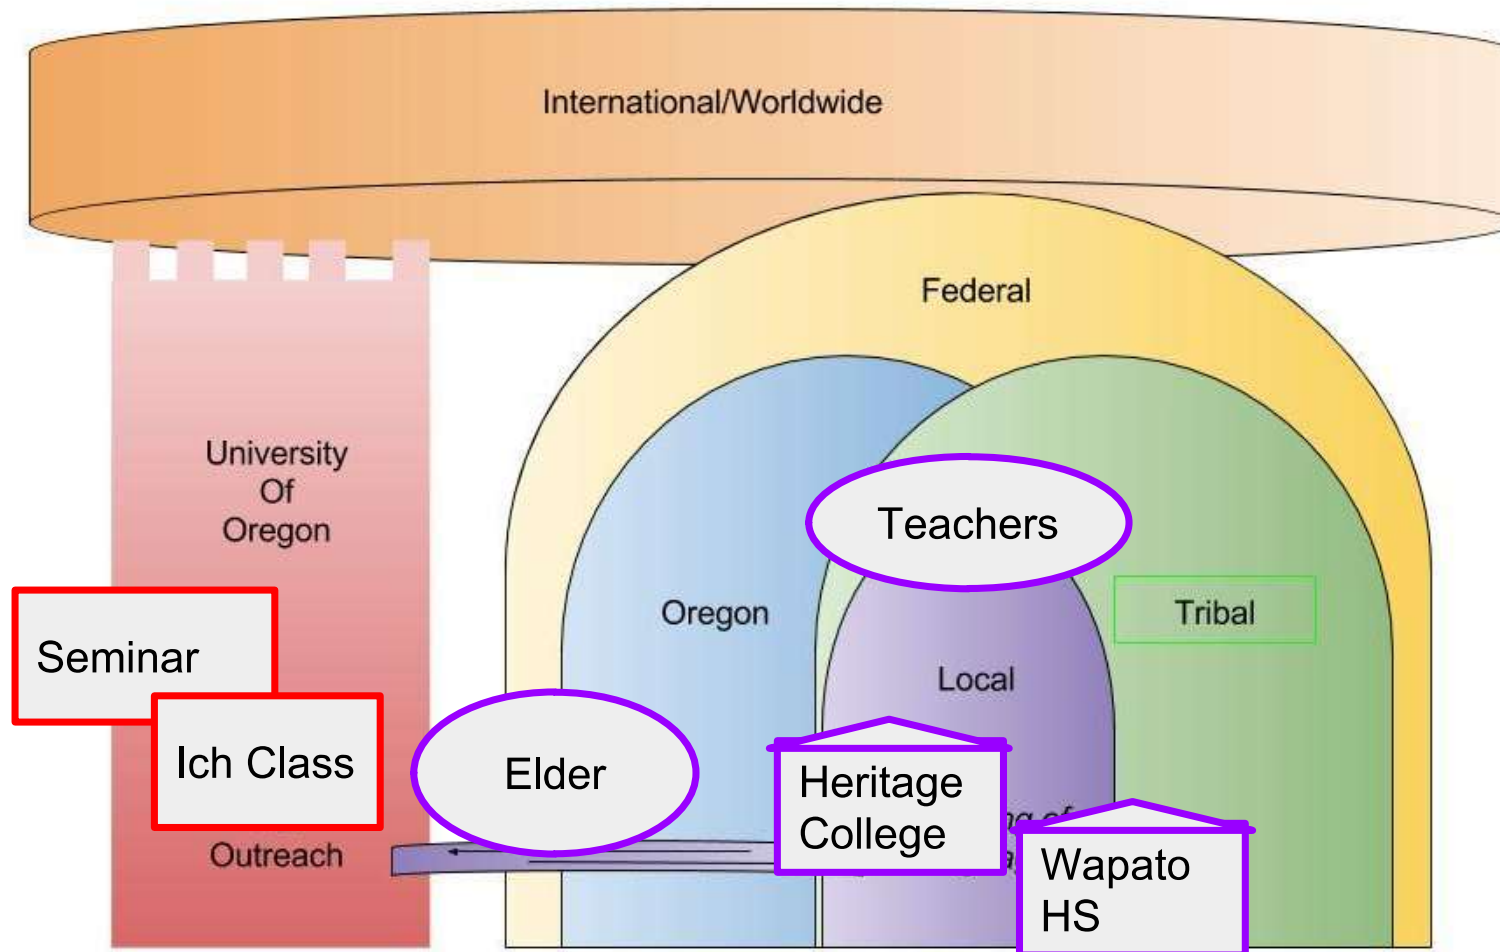 International/Worldwide
Federal
University
Of
Oregon
Teachers
Oregon
Tribal
Seminar
Local
Ich Class
Elder
Heritage
College
Outreach
Wapato
HS